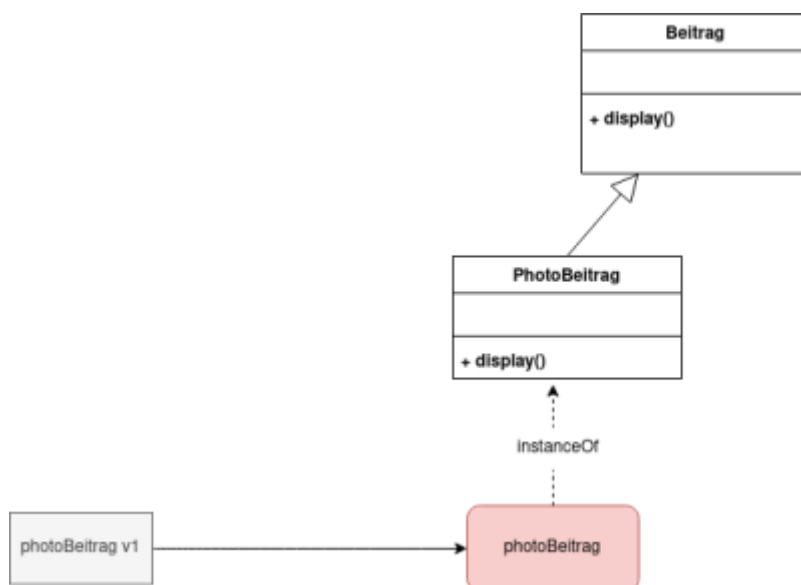 Beitrag
+ display()
PhotoBeitrag
+ display()
instanceOf
photoBeitrag v1
photoBeitrag